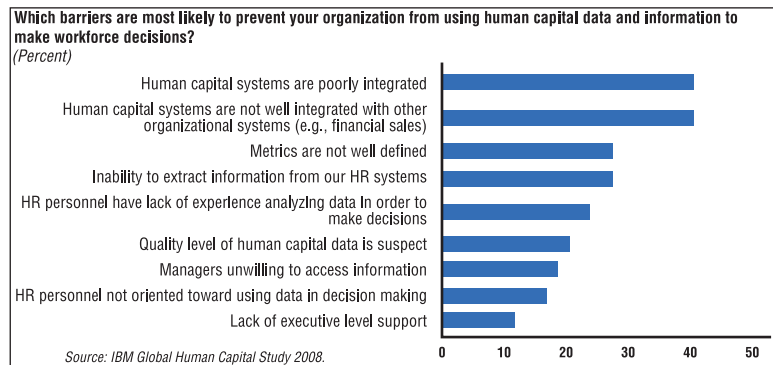 Which barriers are most likely to prevent your organization from using human capital data and information to
make workforce decisions?
(Percent)
Human capital systems are poorly integrated
Human capital systems are not well integrated with other
organizational systems (e.g., financial sales)
Metrics are not well defined
Inability to extract information from our HR systems
HR personnel have lack of experience analyzing data in order to
make decisions
Quality level of human capital data is suspect
Managers unwilling to access information
HR personnel not oriented toward using data in decision making
Lack of executive level support
0 10 20 30 40 50
Source: IBM Global Human Capital Study 2008.